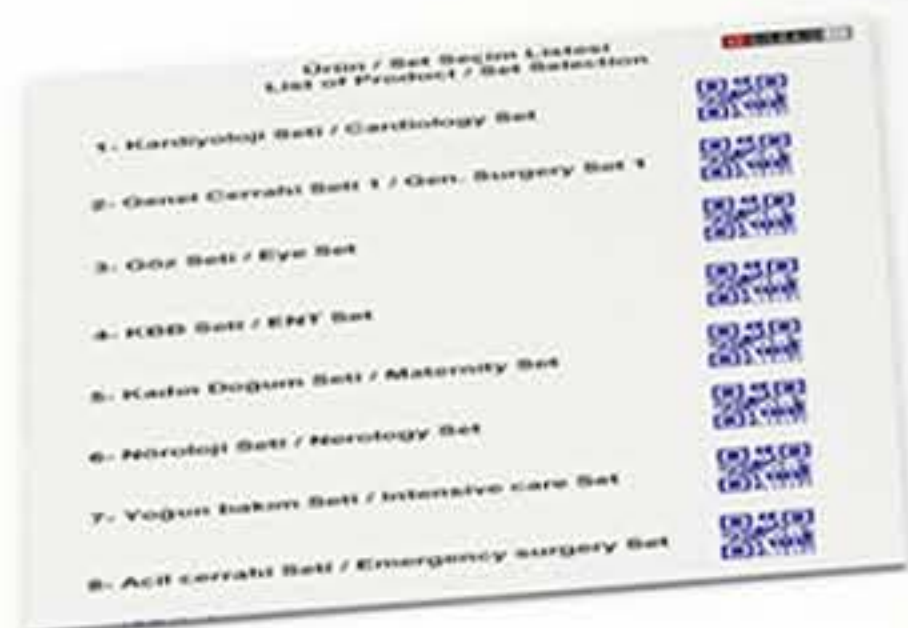 Ürün / Set Seçim Listesi
List of Product / Set Selection
1- Kardiyoloji Seti / Cardiology Set
2- Genel Cerrahi Seti 1 / Gen. Surgery Set 1
3- Göz Seti / Eye Set
4- KBB Seti / ENT Set
5- Kadın Doğum Seti / Maternity Set
6- Nöroloji Seti / Norology Set
7- Yoğun bakım Seti / Intensive care Set
8- Acil cerrahi Seti / Emergency surgery Set